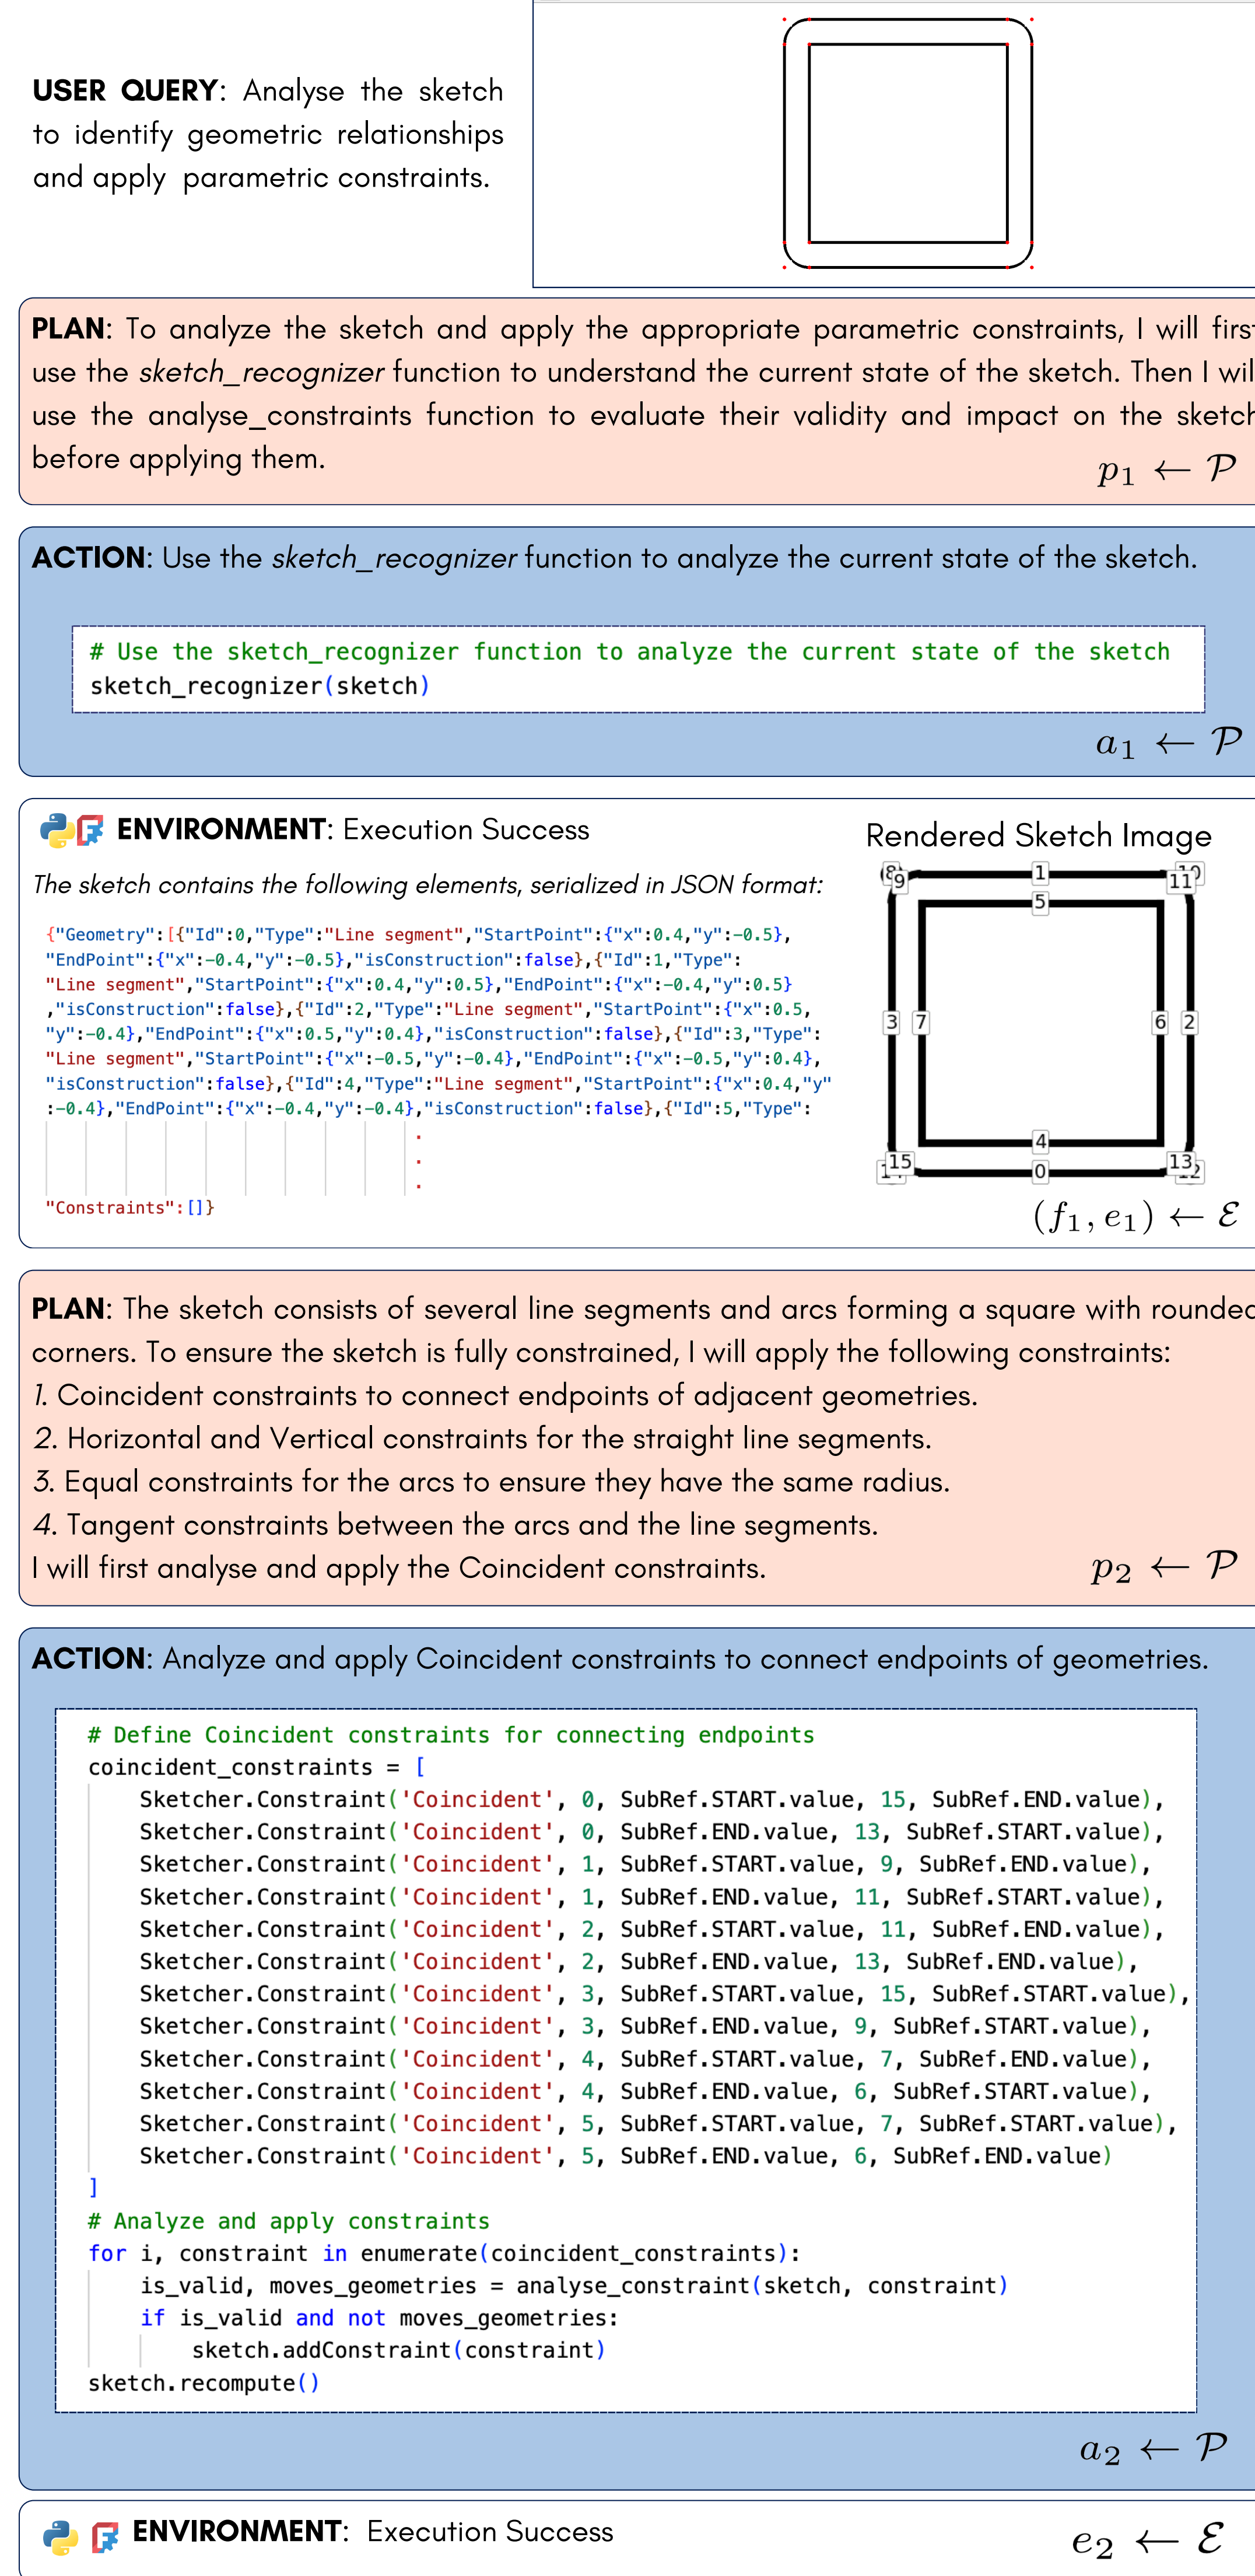 USER QUERY: Analyse the sketch
to identify geometric relationships
and apply parametric constraints.
PLAN: To analyze the sketch and apply the appropriate parametric constraints, I will first
use the sketch_recognizer function to understand the current state of the sketch. Then I will
use the analyse_constraints function to evaluate their validity and impact on the sketch
before applying them.
p₁ ← 𝒫
ACTION: Use the sketch_recognizer function to analyze the current state of the sketch.
# Use the sketch_recognizer function to analyze the current state of the sketch
sketch_recognizer(sketch)
a₁ ← 𝒫
ENVIRONMENT: Execution Success
The sketch contains the following elements, serialized in JSON format:
{"Geometry":[{"Id":0,"Type":"Line segment","StartPoint":{"x":0.4,"y":-0.5},
"EndPoint":{"x":-0.4,"y":-0.5},"isConstruction":false},{"Id":1,"Type":
"Line segment","StartPoint":{"x":0.4,"y":0.5},"EndPoint":{"x":-0.4,"y":0.5}
,"isConstruction":false},{"Id":2,"Type":"Line segment","StartPoint":{"x":0.5,
"y":-0.4},"EndPoint":{"x":0.5,"y":0.4},"isConstruction":false},{"Id":3,"Type":
"Line segment","StartPoint":{"x":-0.5,"y":-0.4},"EndPoint":{"x":-0.5,"y":0.4},
"isConstruction":false},{"Id":4,"Type":"Line segment","StartPoint":{"x":0.4,"y"
:-0.4},"EndPoint":{"x":-0.4,"y":-0.4},"isConstruction":false},{"Id":5,"Type":
.
.
.
"Constraints":[]}
Rendered Sketch Image
8 9 1 11 10
5
3 7 6 2
4
15 0 13 12
(f₁, e₁) ← ℰ
PLAN: The sketch consists of several line segments and arcs forming a square with rounded
corners. To ensure the sketch is fully constrained, I will apply the following constraints:
1. Coincident constraints to connect endpoints of adjacent geometries.
2. Horizontal and Vertical constraints for the straight line segments.
3. Equal constraints for the arcs to ensure they have the same radius.
4. Tangent constraints between the arcs and the line segments.
I will first analyse and apply the Coincident constraints.
p₂ ← 𝒫
ACTION: Analyze and apply Coincident constraints to connect endpoints of geometries.
# Define Coincident constraints for connecting endpoints
coincident_constraints = [
Sketcher.Constraint('Coincident', 0, SubRef.START.value, 15, SubRef.END.value),
Sketcher.Constraint('Coincident', 0, SubRef.END.value, 13, SubRef.START.value),
Sketcher.Constraint('Coincident', 1, SubRef.START.value, 9, SubRef.END.value),
Sketcher.Constraint('Coincident', 1, SubRef.END.value, 11, SubRef.START.value),
Sketcher.Constraint('Coincident', 2, SubRef.START.value, 11, SubRef.END.value),
Sketcher.Constraint('Coincident', 2, SubRef.END.value, 13, SubRef.END.value),
Sketcher.Constraint('Coincident', 3, SubRef.START.value, 15, SubRef.START.value),
Sketcher.Constraint('Coincident', 3, SubRef.END.value, 9, SubRef.START.value),
Sketcher.Constraint('Coincident', 4, SubRef.START.value, 7, SubRef.END.value),
Sketcher.Constraint('Coincident', 4, SubRef.END.value, 6, SubRef.START.value),
Sketcher.Constraint('Coincident', 5, SubRef.START.value, 7, SubRef.START.value),
Sketcher.Constraint('Coincident', 5, SubRef.END.value, 6, SubRef.END.value)
]
# Analyze and apply constraints
for i, constraint in enumerate(coincident_constraints):
is_valid, moves_geometries = analyse_constraint(sketch, constraint)
if is_valid and not moves_geometries:
sketch.addConstraint(constraint)
sketch.recompute()
a₂ ← 𝒫
ENVIRONMENT: Execution Success
e₂ ← ℰ